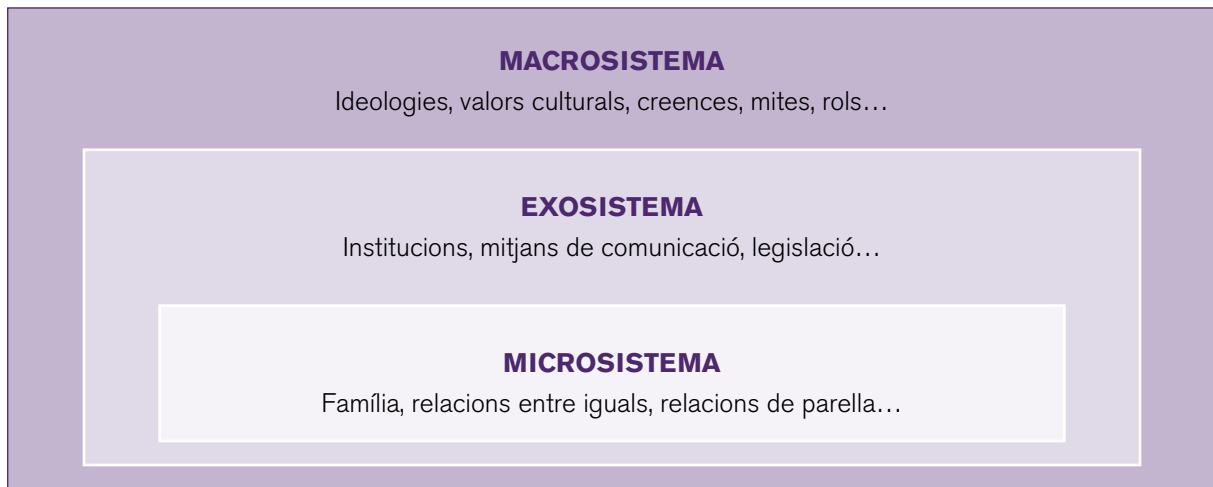 MACROSISTEMA
Ideologies, valors culturals, creences, mites, rols…
EXOSISTEMA
Institucions, mitjans de comunicació, legislació…
MICROSISTEMA
Família, relacions entre iguals, relacions de parella…